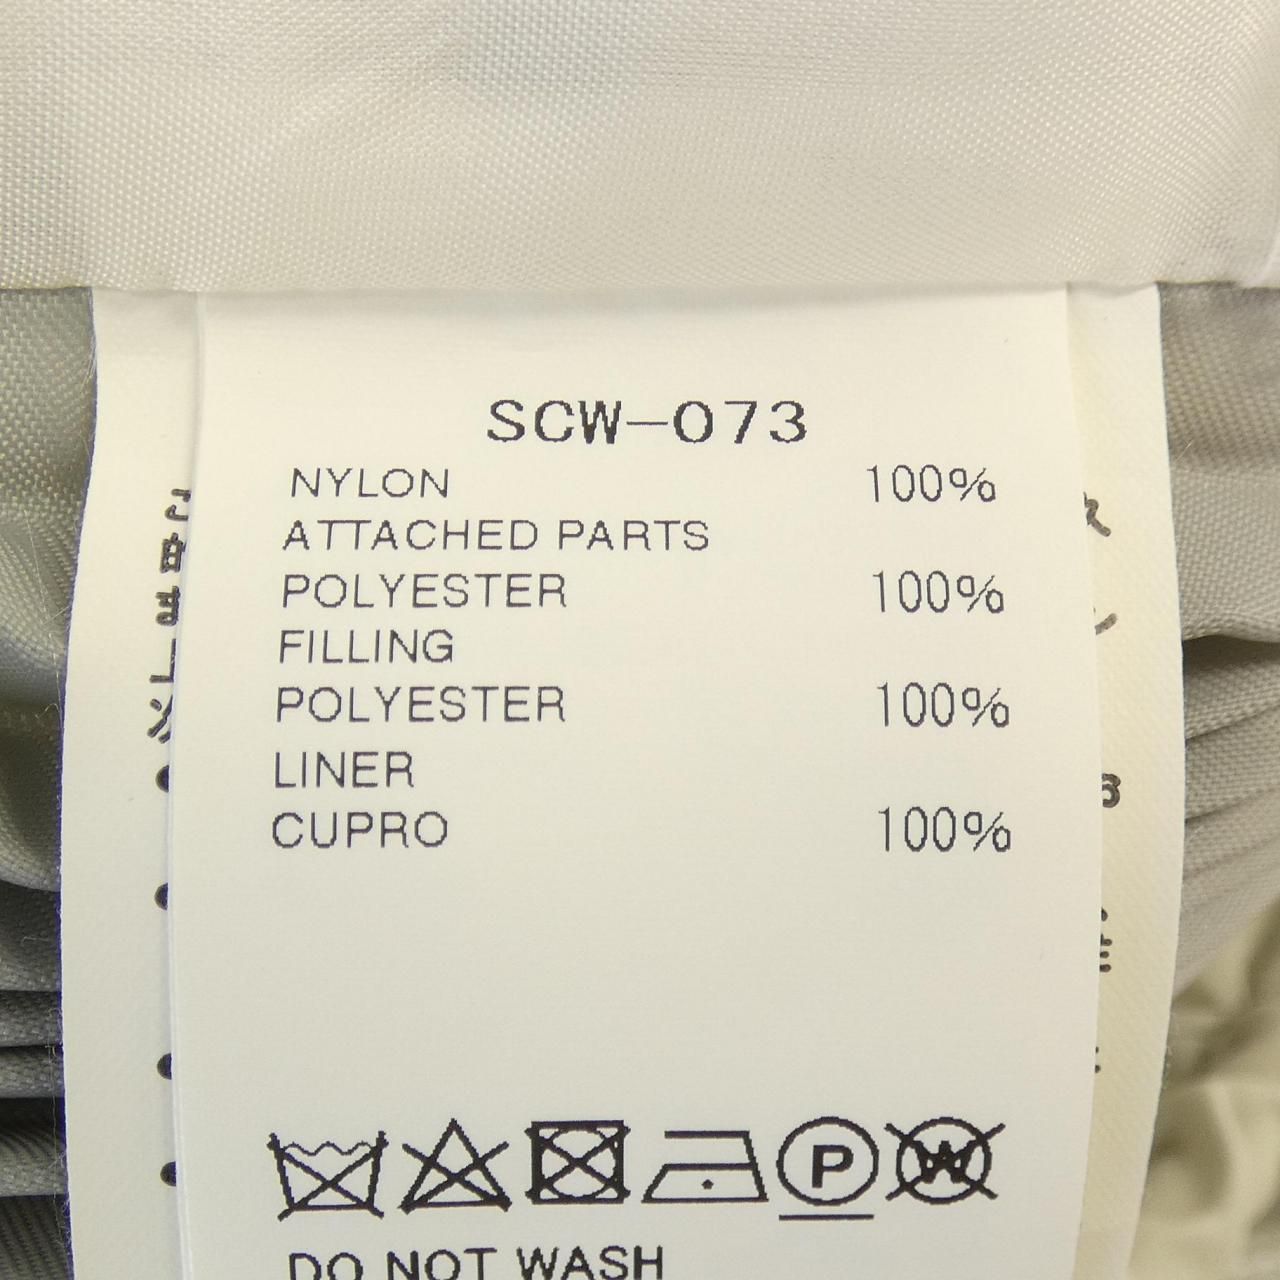 SCW-073
NYLON 100%
ATTACHED PARTS
POLYESTER 100%
FILLING
POLYESTER 100%
LINER
CUPRO 100%
P W
DO NOT WASH